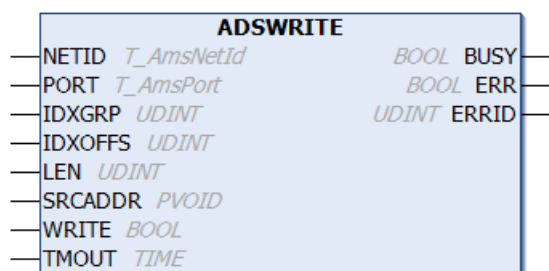 ADSWRITE
NETID T_AmsNetId BOOL BUSY
PORT T_AmsPort BOOL ERR
IDXGRP UDINT UDINT ERRID
IDXOFFS UDINT
LEN UDINT
SRCADDR PVOID
WRITE BOOL
TMOUT TIME